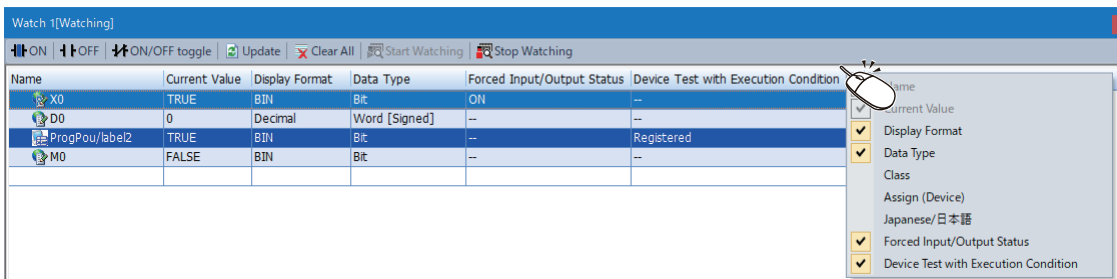 Watch 1[Watching]
ON OFF ON/OFF toggle Update Clear All Start Watching Stop Watching
Name Current Value Display Format Data Type Forced Input/Output Status Device Test with Execution Condition
X0 TRUE BIN Bit ON --
D0 0 Decimal Word [Signed] -- --
ProgPou/label2 TRUE BIN Bit -- Registered
M0 FALSE BIN Bit -- --
Current Value
Display Format
Data Type
Class
Assign (Device)
Japanese/日本語
Forced Input/Output Status
Device Test with Execution Condition